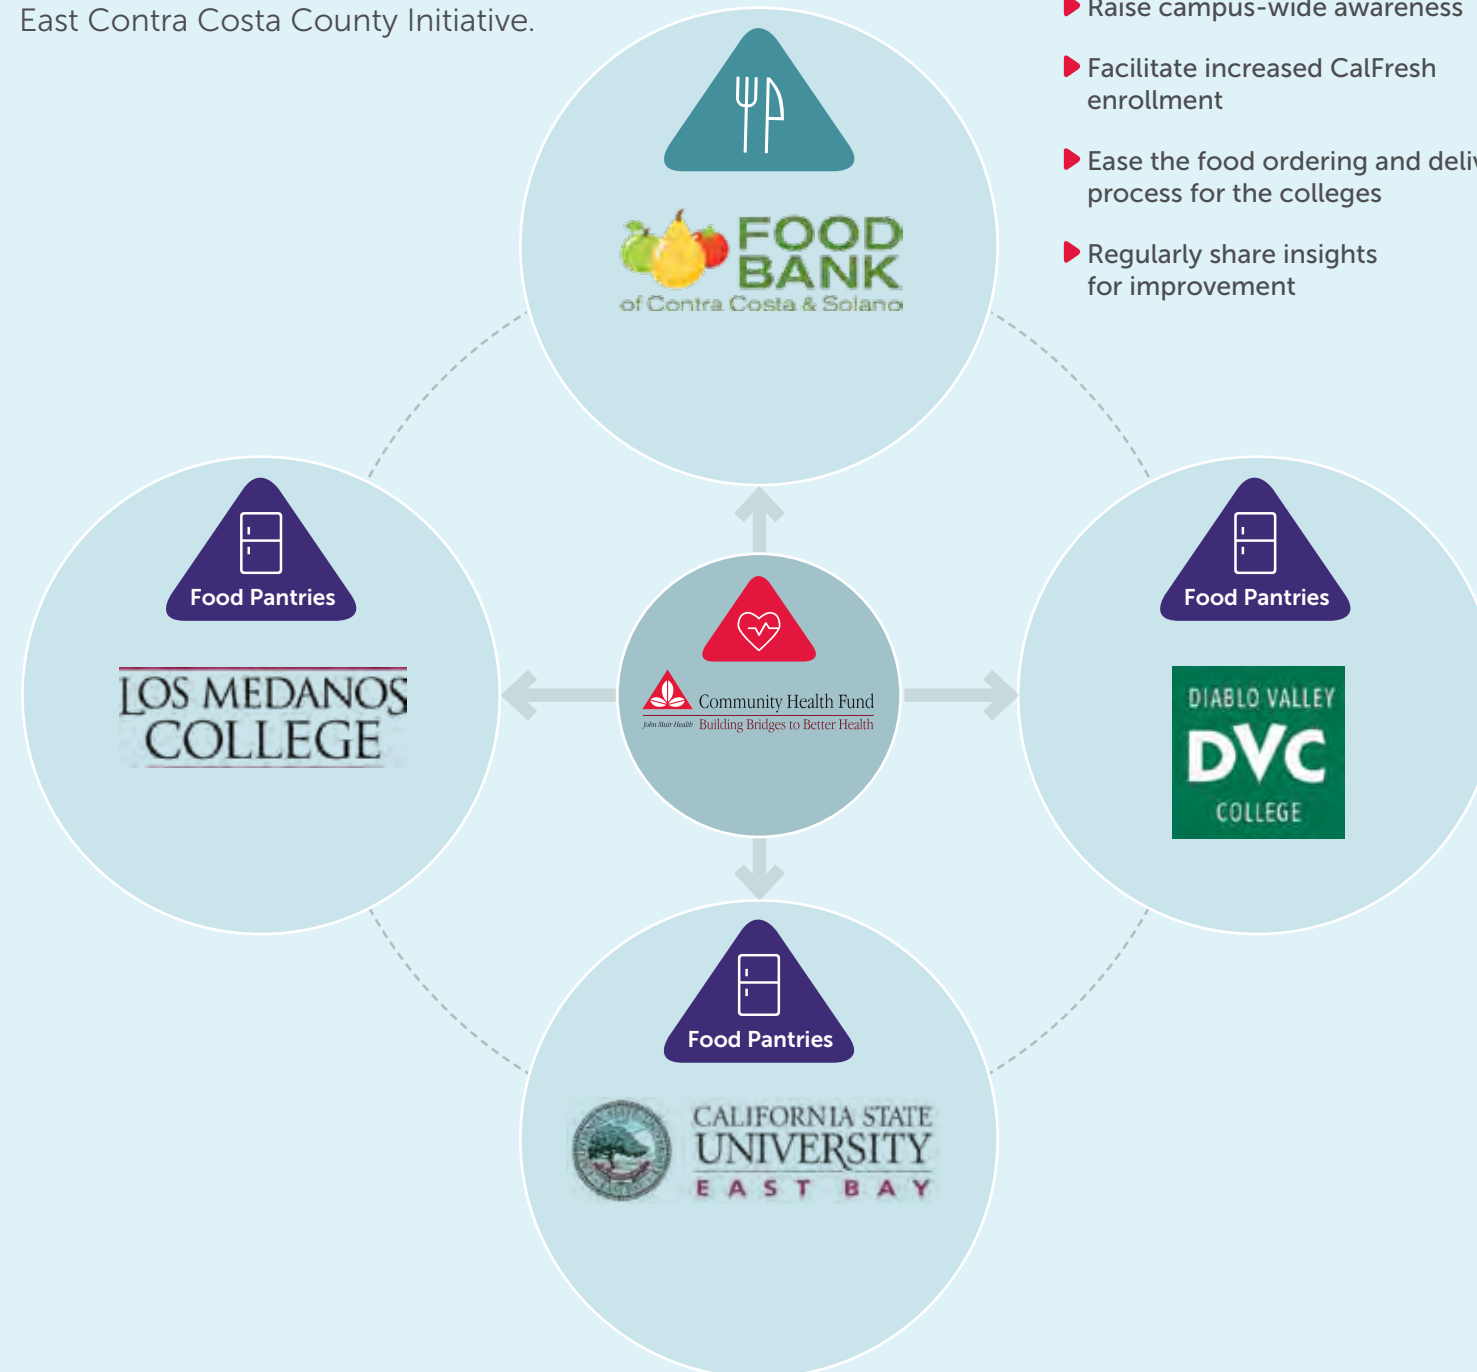 East Contra Costa County Initiative.
Raise campus-wide awareness
Facilitate increased CalFresh
enrollment
Ease the food ordering and
process for the colleges
Regularly share insights
for improvement
FOOD
BANK
of Contra Costa & Solano
Food Pantries
LOS MEDANOS
COLLEGE
Community Health Fund
John Muir Health Building Bridges to Better Health
Food Pantries
DIABLO VALLEY
DVC
COLLEGE
Food Pantries
CALIFORNIA STATE
UNIVERSITY
EAST BAY